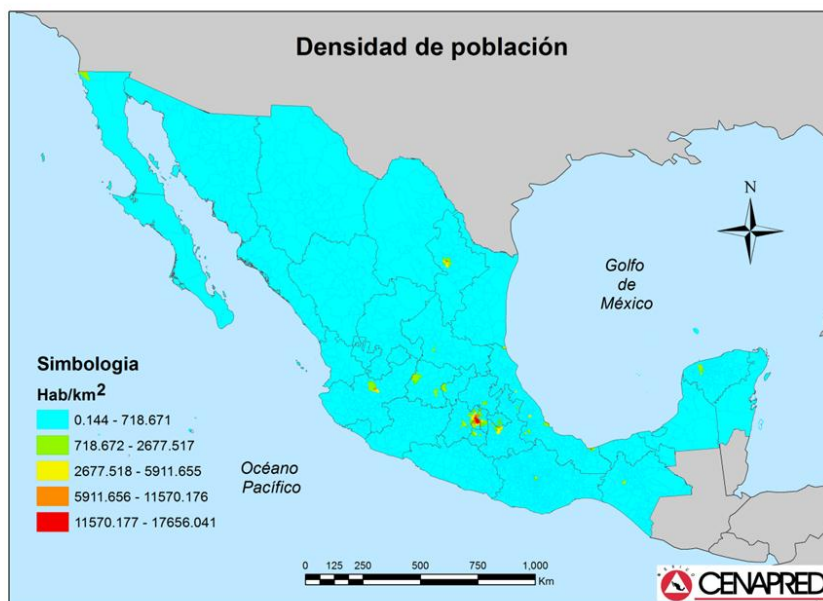 Densidad de población
N
Golfo
de
México
Simbologia
Hab/km²
0.144 - 718.671
718.672 - 2677.517
2677.518 - 5911.655
5911.656 - 11570.176
11570.177 - 17656.041
Océano
Pacífico
0 125 250 500 750 1,000
Km
MÉXICO
CENAPRED